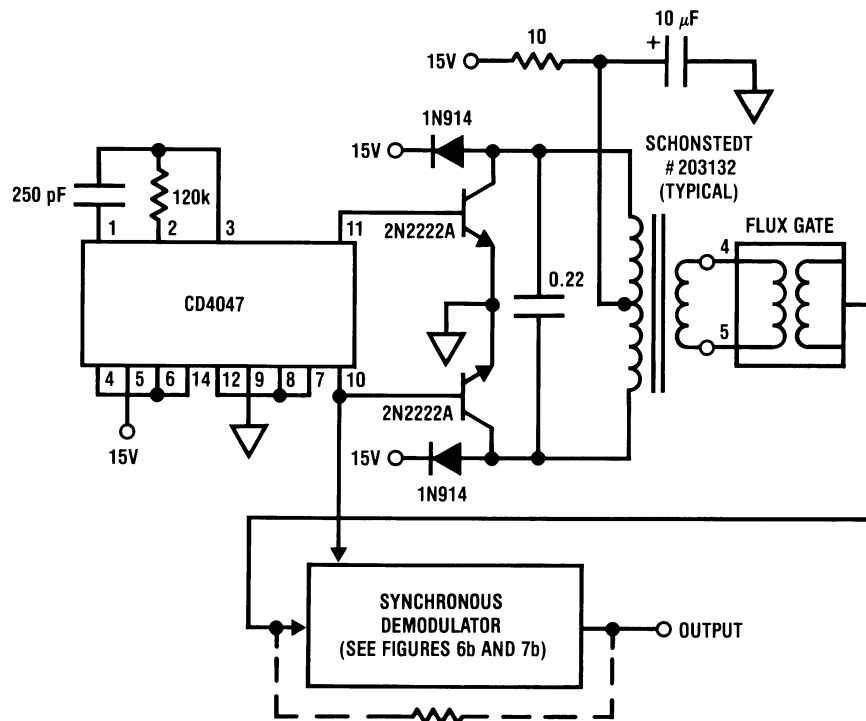 10
10 µF
+
15V
1N914
15V
SCHONSTEDT
# 203132
(TYPICAL)
250 pF
120k
1
2
3
11
2N2222A
FLUX GATE
4
CD4047
0.22
5
4
5
6
14
12
9
8
7
10
2N2222A
15V
15V
1N914
SYNCHRONOUS
DEMODULATOR
(SEE FIGURES 6b AND 7b)
OUTPUT